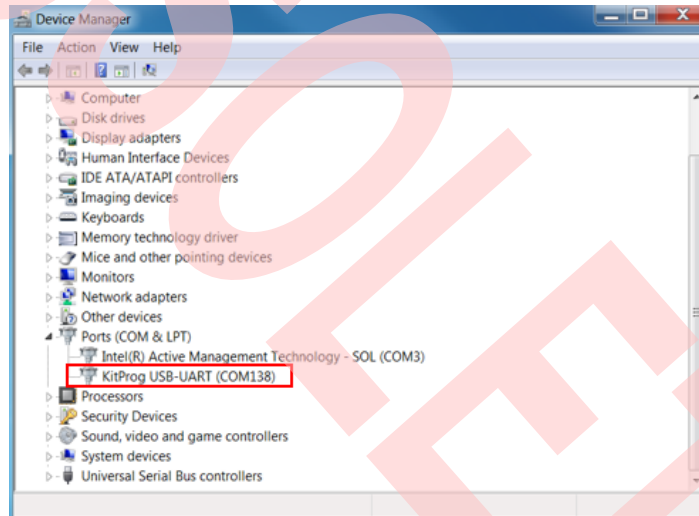 Device Manager
File Action View Help
Computer
Disk drives
Display adapters
Human Interface Devices
IDE ATA/ATAPI controllers
Imaging devices
Keyboards
Memory technology driver
Mice and other pointing devices
Monitors
Network adapters
Other devices
Ports (COM & LPT)
Intel(R) Active Management Technology - SOL (COM3)
KitProg USB-UART (COM138)
Processors
Security Devices
Sound, video and game controllers
System devices
Universal Serial Bus controllers